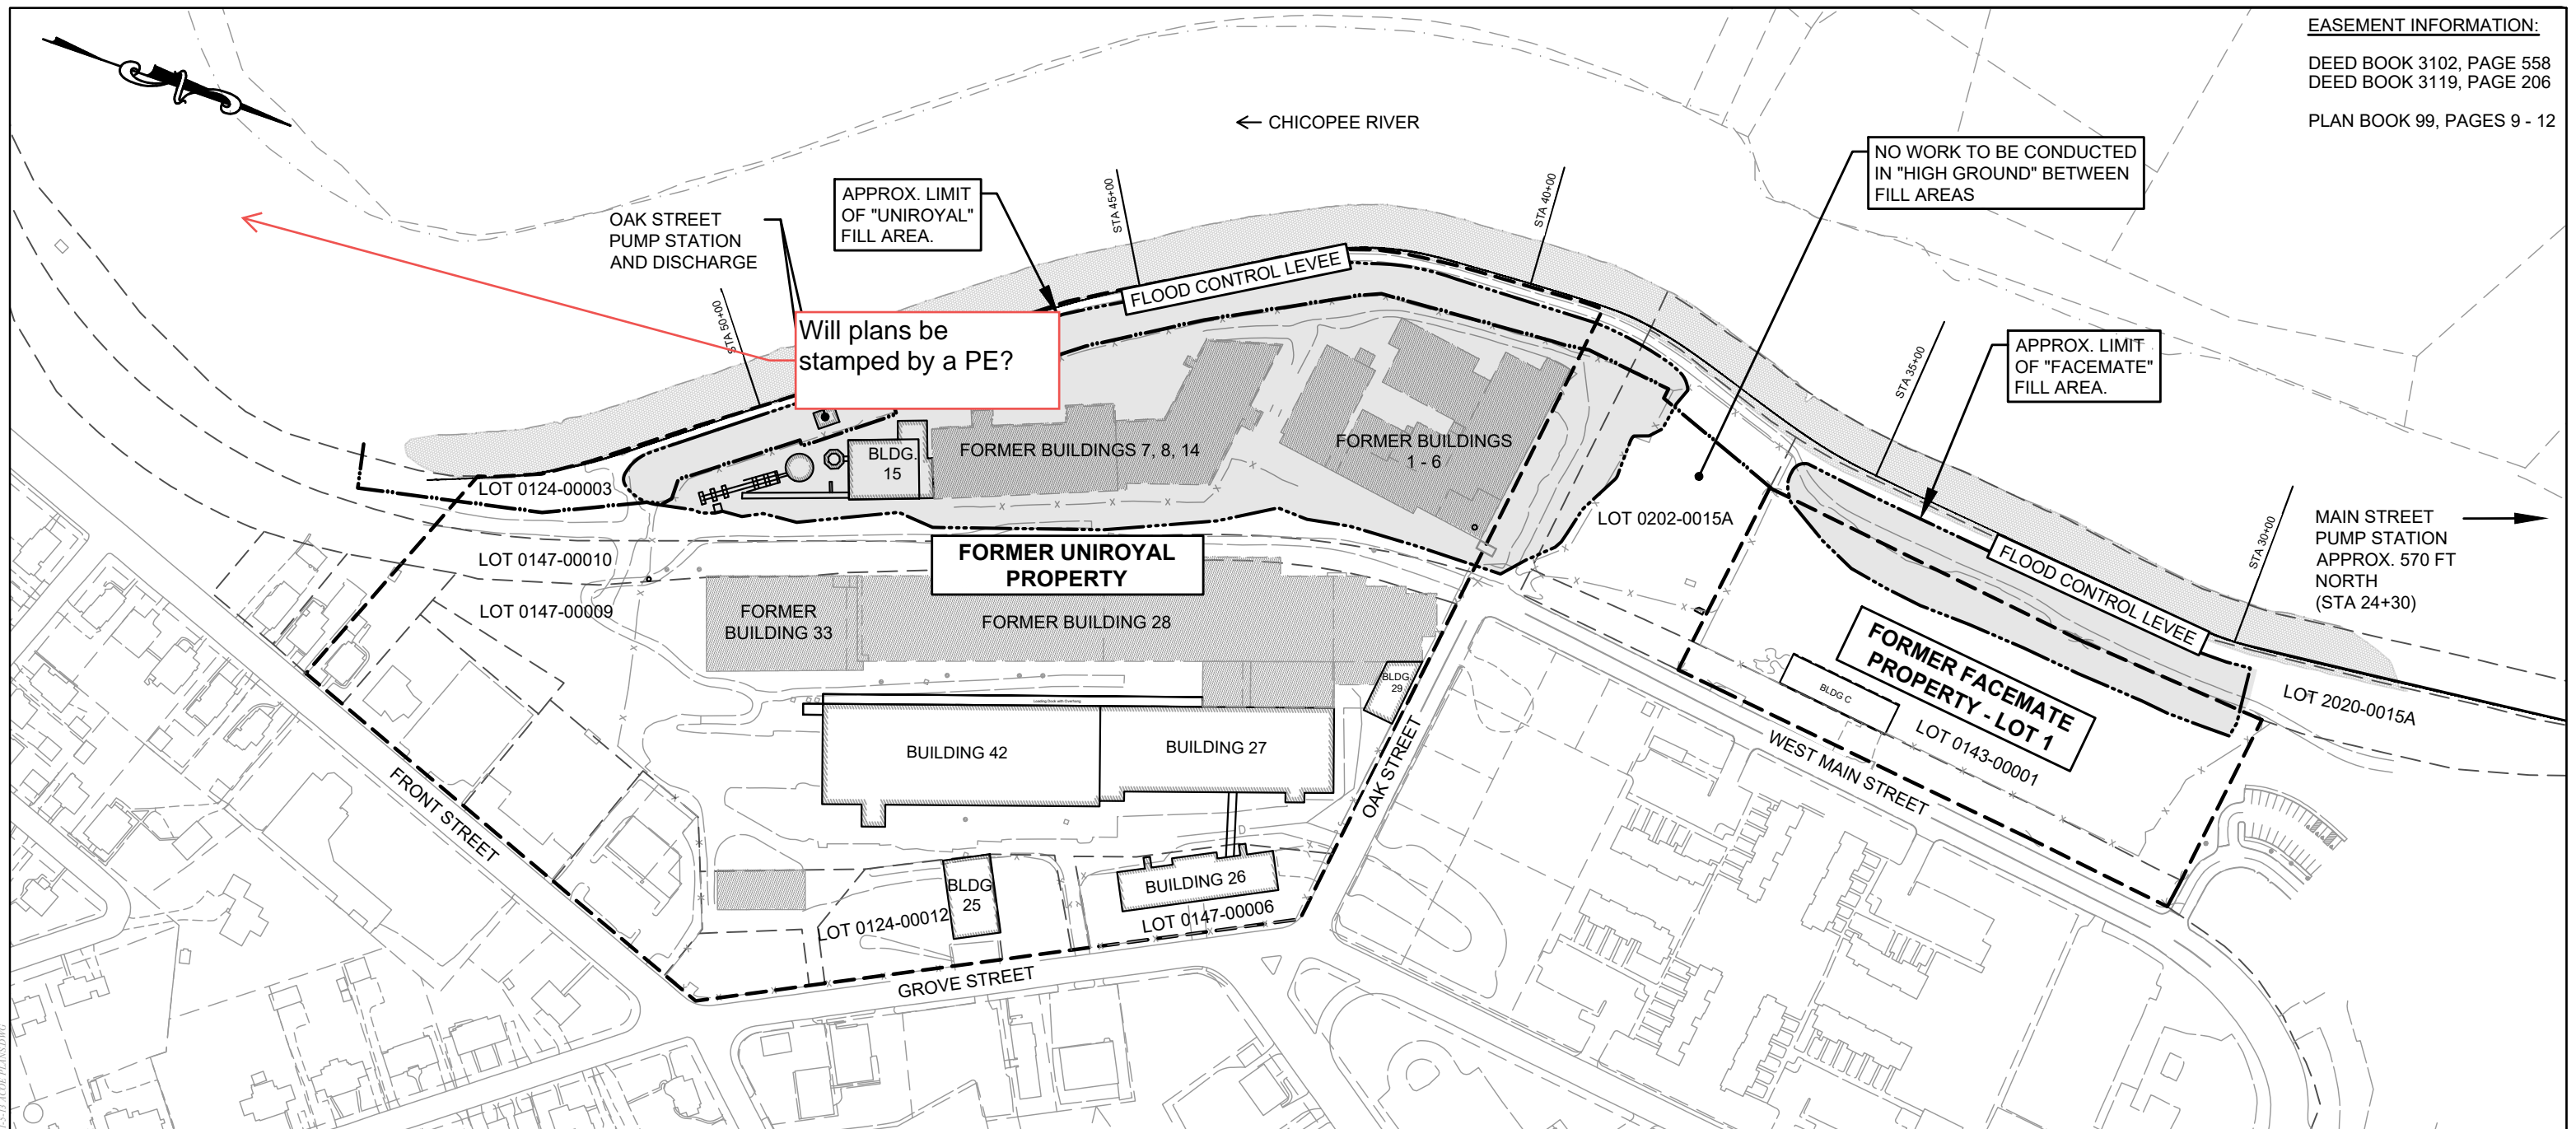 EASEMENT INFORMATION:
DEED BOOK 3102, PAGE 558
DEED BOOK 3119, PAGE 206
PLAN BOOK 99, PAGES 9 - 12
← CHICOPEE RIVER
NO WORK TO BE CONDUCTED
IN "HIGH GROUND" BETWEEN
FILL AREAS
APPROX. LIMIT
OF "UNIROYAL"
FILL AREA.
OAK STREET
PUMP STATION
AND DISCHARGE
STA 50+00
STA 45+00
STA 40+00
STA 35+00
STA 30+00
FLOOD CONTROL LEVEE
Will plans be
stamped by a PE?
APPROX. LIMIT
OF "FACEMATE"
FILL AREA.
BLDG.
15
FORMER BUILDINGS 7, 8, 14
FORMER BUILDINGS
1 - 6
LOT 0124-00003
LOT 0202-0015A
MAIN STREET
PUMP STATION
APPROX. 570 FT
NORTH
(STA 24+30)
FLOOD CONTROL LEVEE
LOT 0147-00010
FORMER UNIROYAL
PROPERTY
LOT 0147-00009
FORMER
BUILDING 33
FORMER BUILDING 28
FORMER FACEMATE
PROPERTY - LOT 1
BLDG.
29
BLDG C
LOT 2020-0015A
LOT 0143-00001
Loading Dock with Overhang
BUILDING 42
BUILDING 27
OAK STREET
WEST MAIN STREET
FRONT STREET
BLDG
25
BUILDING 26
LOT 0124-00012
LOT 0147-00006
GROVE STREET